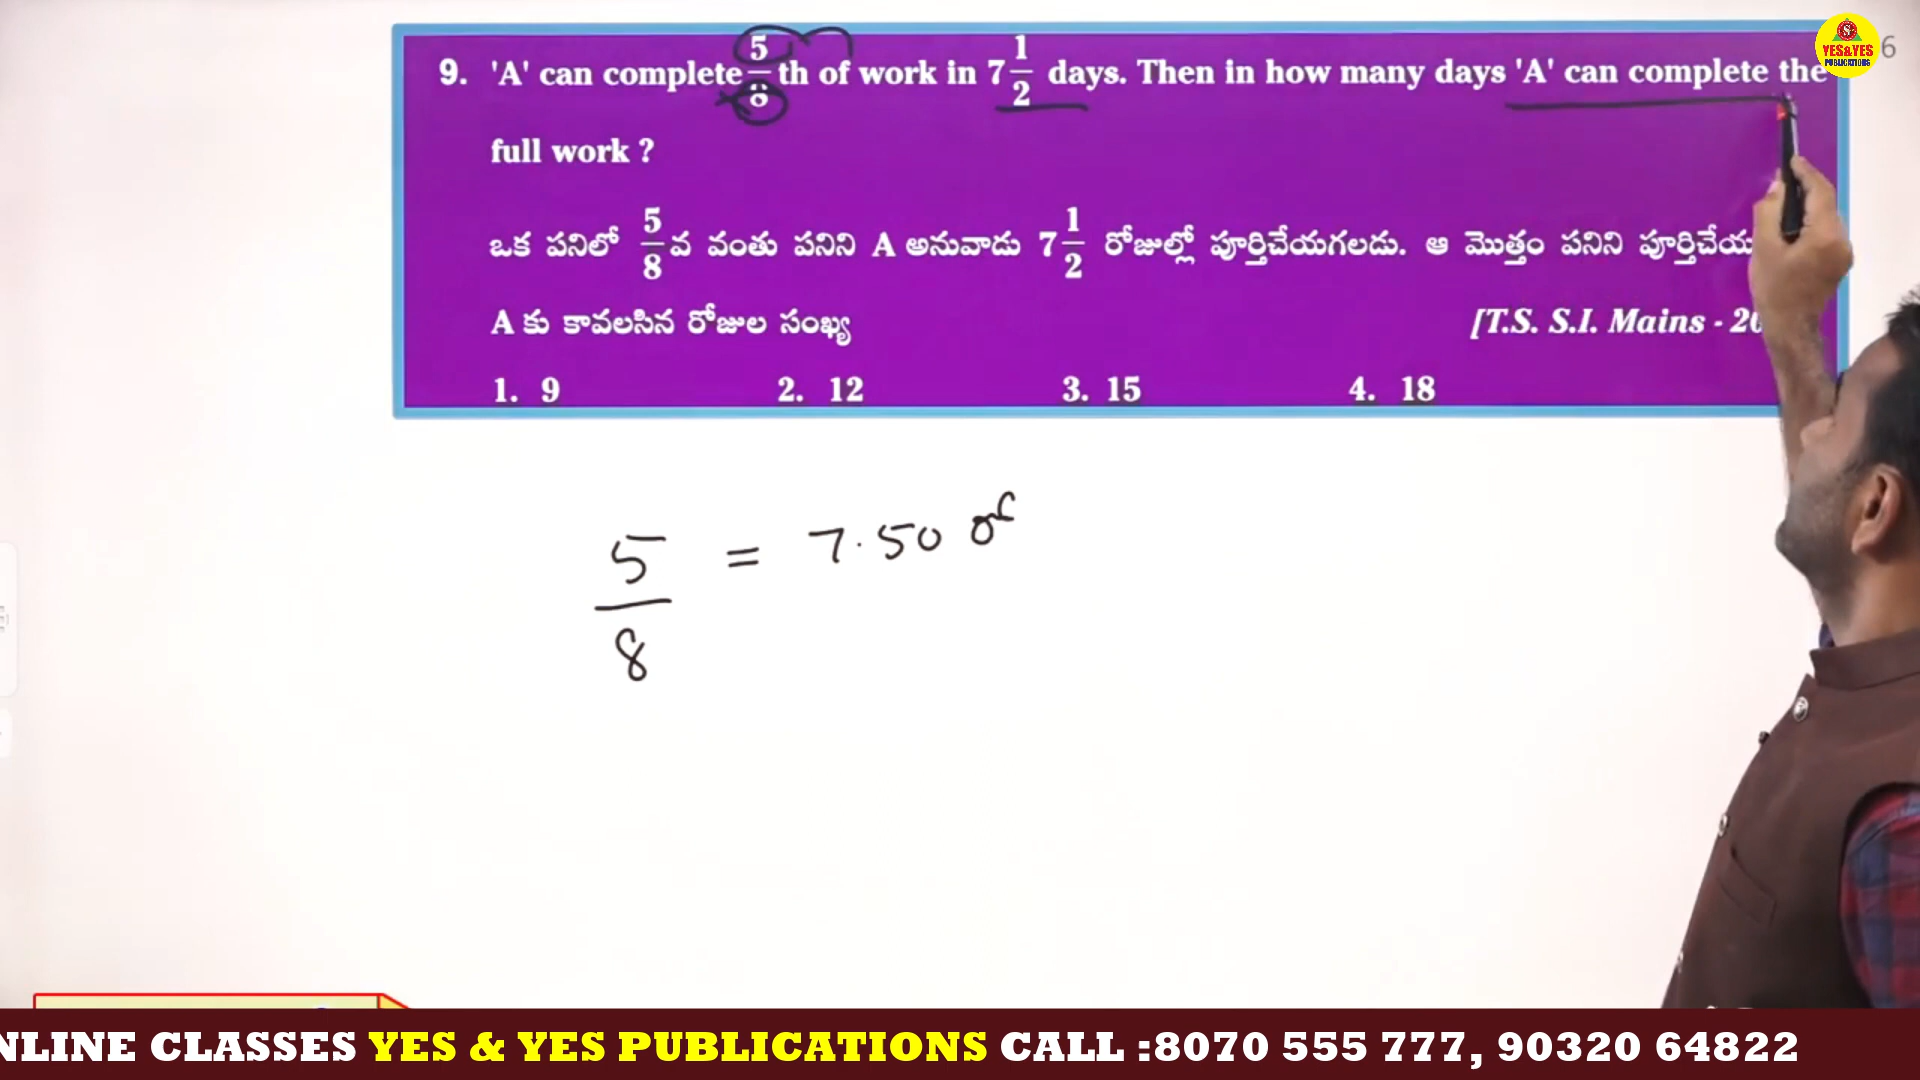 9. 'A' can complete 5/8 th of work in 7 1/2 days. Then in how many days 'A' can complete the
full work ?
ఒక పనిలో 5/8 వ వంతు పనిని A అనువాడు 7 1/2 రోజుల్లో పూర్తిచేయగలడు. ఆ మొత్తం పనిని పూర్తిచేయ
A కు కావలసిన రోజుల సంఖ్య [T.S. S.I. Mains - 20
1. 9 2. 12 3. 15 4. 18
YES&YES
PUBLICATIONS
6
5/8 = 7.50
NLINE CLASSES YES & YES PUBLICATIONS CALL :8070 555 777, 90320 64822